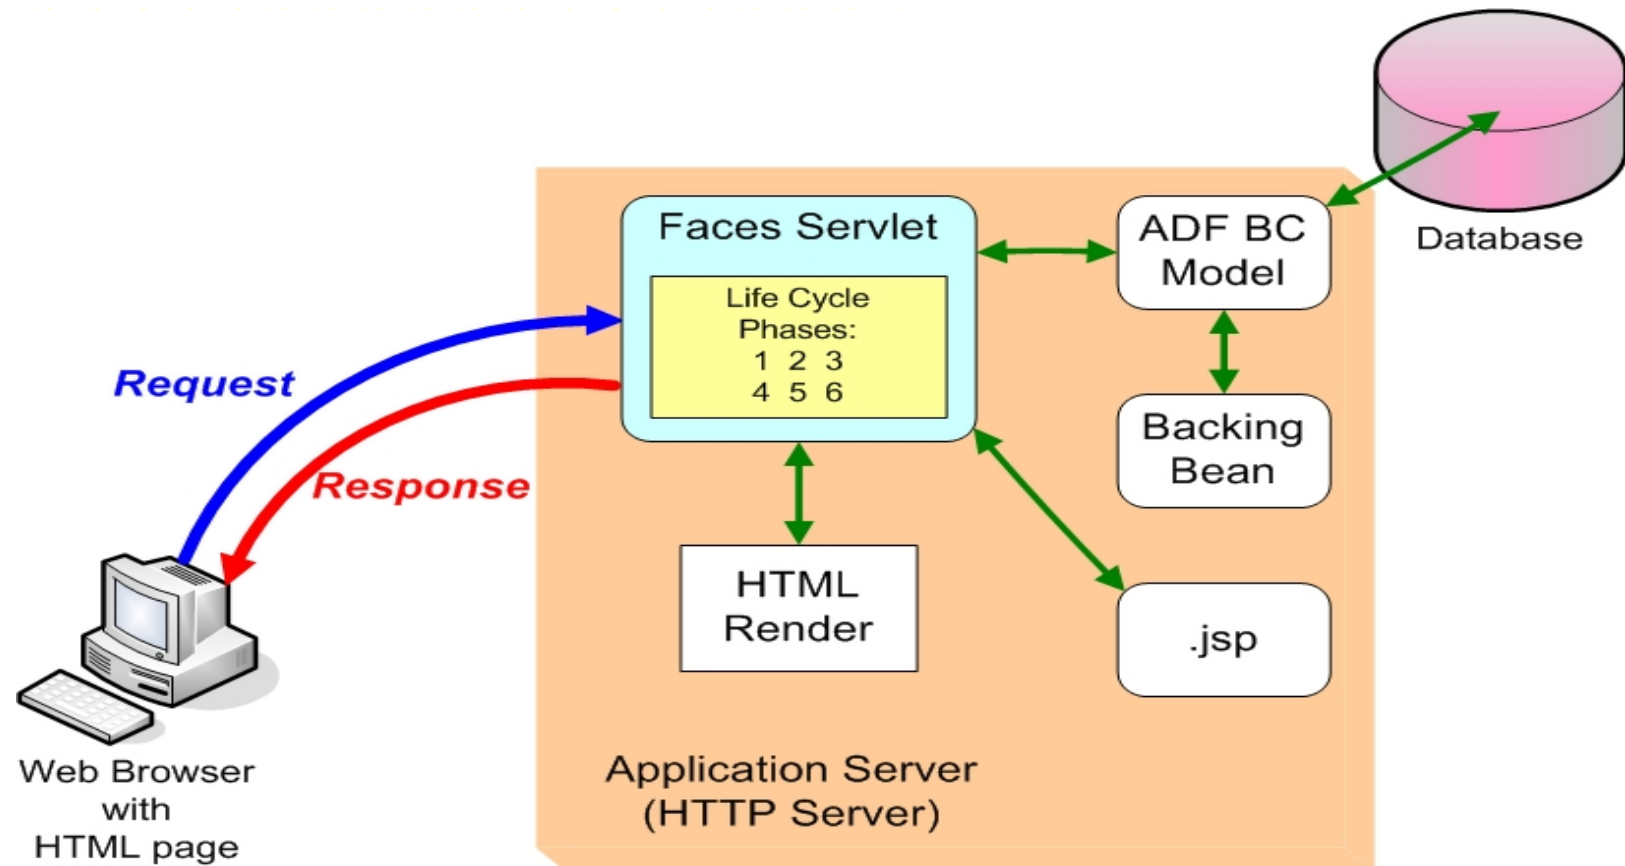 Faces Servlet
Life Cycle
Phases:
1 2 3
4 5 6
ADF BC
Model
Database
Request
Response
Backing
Bean
HTML
Render
.jsp
Web Browser
with
HTML page
Application Server
(HTTP Server)